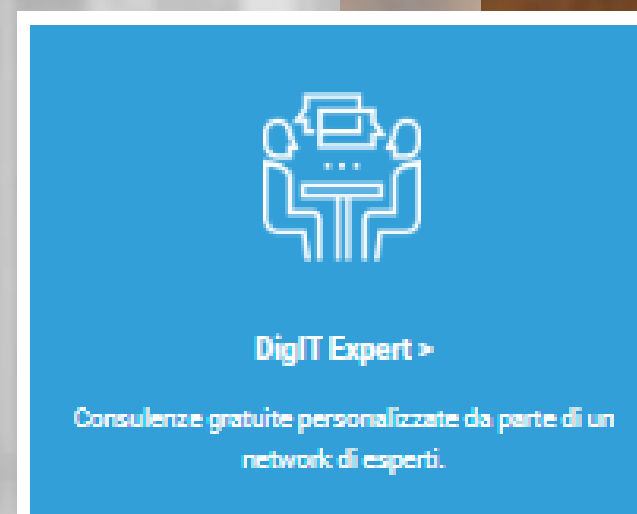 DigIT Expert >
Consulenze gratuite personalizzate da parte di un
network di esperti.